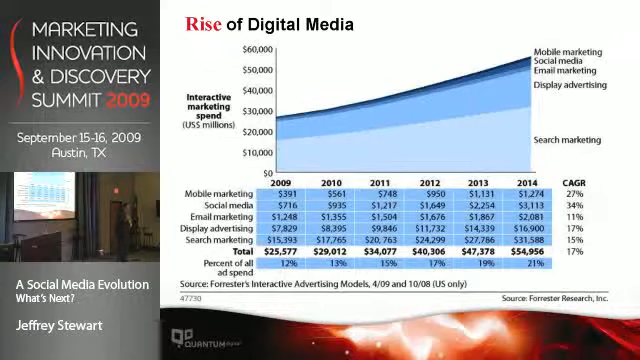 MARKETING
INNOVATION
& DISCOVERY
SUMMIT 2009
September 15-16, 2009
Austin, TX
A Social Media Evolution
What's Next?
Jeffrey Stewart
Rise of Digital Media
$60,000
$50,000
$40,000
$30,000
$20,000
$10,000
$0
Interactive
marketing
spend
(US$ millions)
Mobile marketing
Social media
Email marketing
Display advertising
Search marketing
2009 2010 2011 2012 2013 2014 CAGR
Mobile marketing $391 $561 $748 $950 $1,131 $1,274 27%
Social media $716 $935 $1,217 $1,649 $2,254 $3,113 34%
Email marketing $1,248 $1,355 $1,504 $1,676 $1,867 $2,081 11%
Display advertising $7,829 $8,395 $9,846 $11,732 $14,339 $16,900 17%
Search marketing $15,393 $17,765 $20,763 $24,299 $27,786 $31,588 15%
Total $25,577 $29,012 $34,077 $40,306 $47,378 $54,956 17%
Percent of all
ad spend 12% 13% 15% 17% 19% 21%
Source: Forrester's Interactive Advertising Models, 4/09 and 10/08 (US only)
47730 Source: Forrester Research, Inc.
QUANTUM